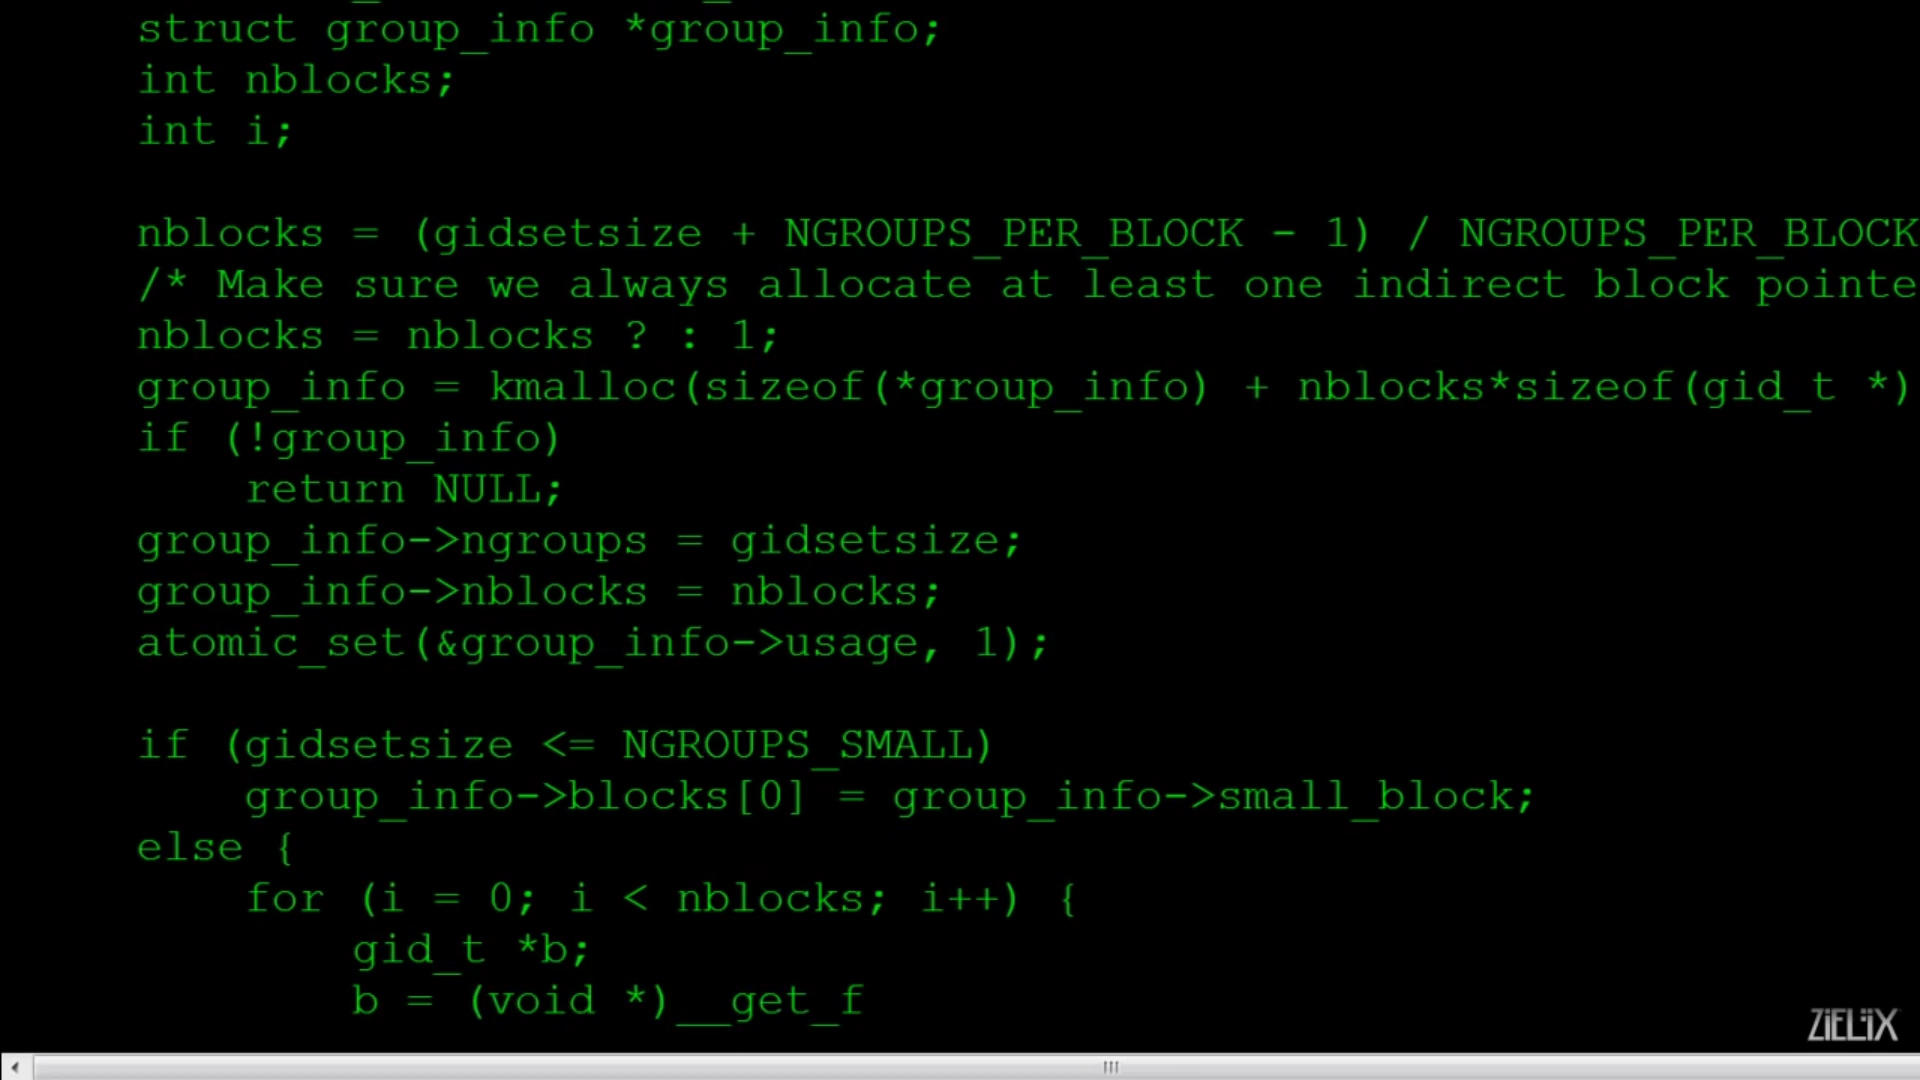 struct group_info *group_info;
int nblocks;
int i;
nblocks = (gidsetsize + NGROUPS_PER_BLOCK - 1) / NGROUPS_PER_BLOCK
/* Make sure we always allocate at least one indirect block pointe
nblocks = nblocks ? : 1;
group_info = kmalloc(sizeof(*group_info) + nblocks*sizeof(gid_t *)
if (!group_info)
return NULL;
group_info->ngroups = gidsetsize;
group_info->nblocks = nblocks;
atomic_set(&group_info->usage, 1);
if (gidsetsize <= NGROUPS_SMALL)
group_info->blocks[0] = group_info->small_block;
else {
for (i = 0; i < nblocks; i++) {
gid_t *b;
b = (void *)__get_f
ZiELiX